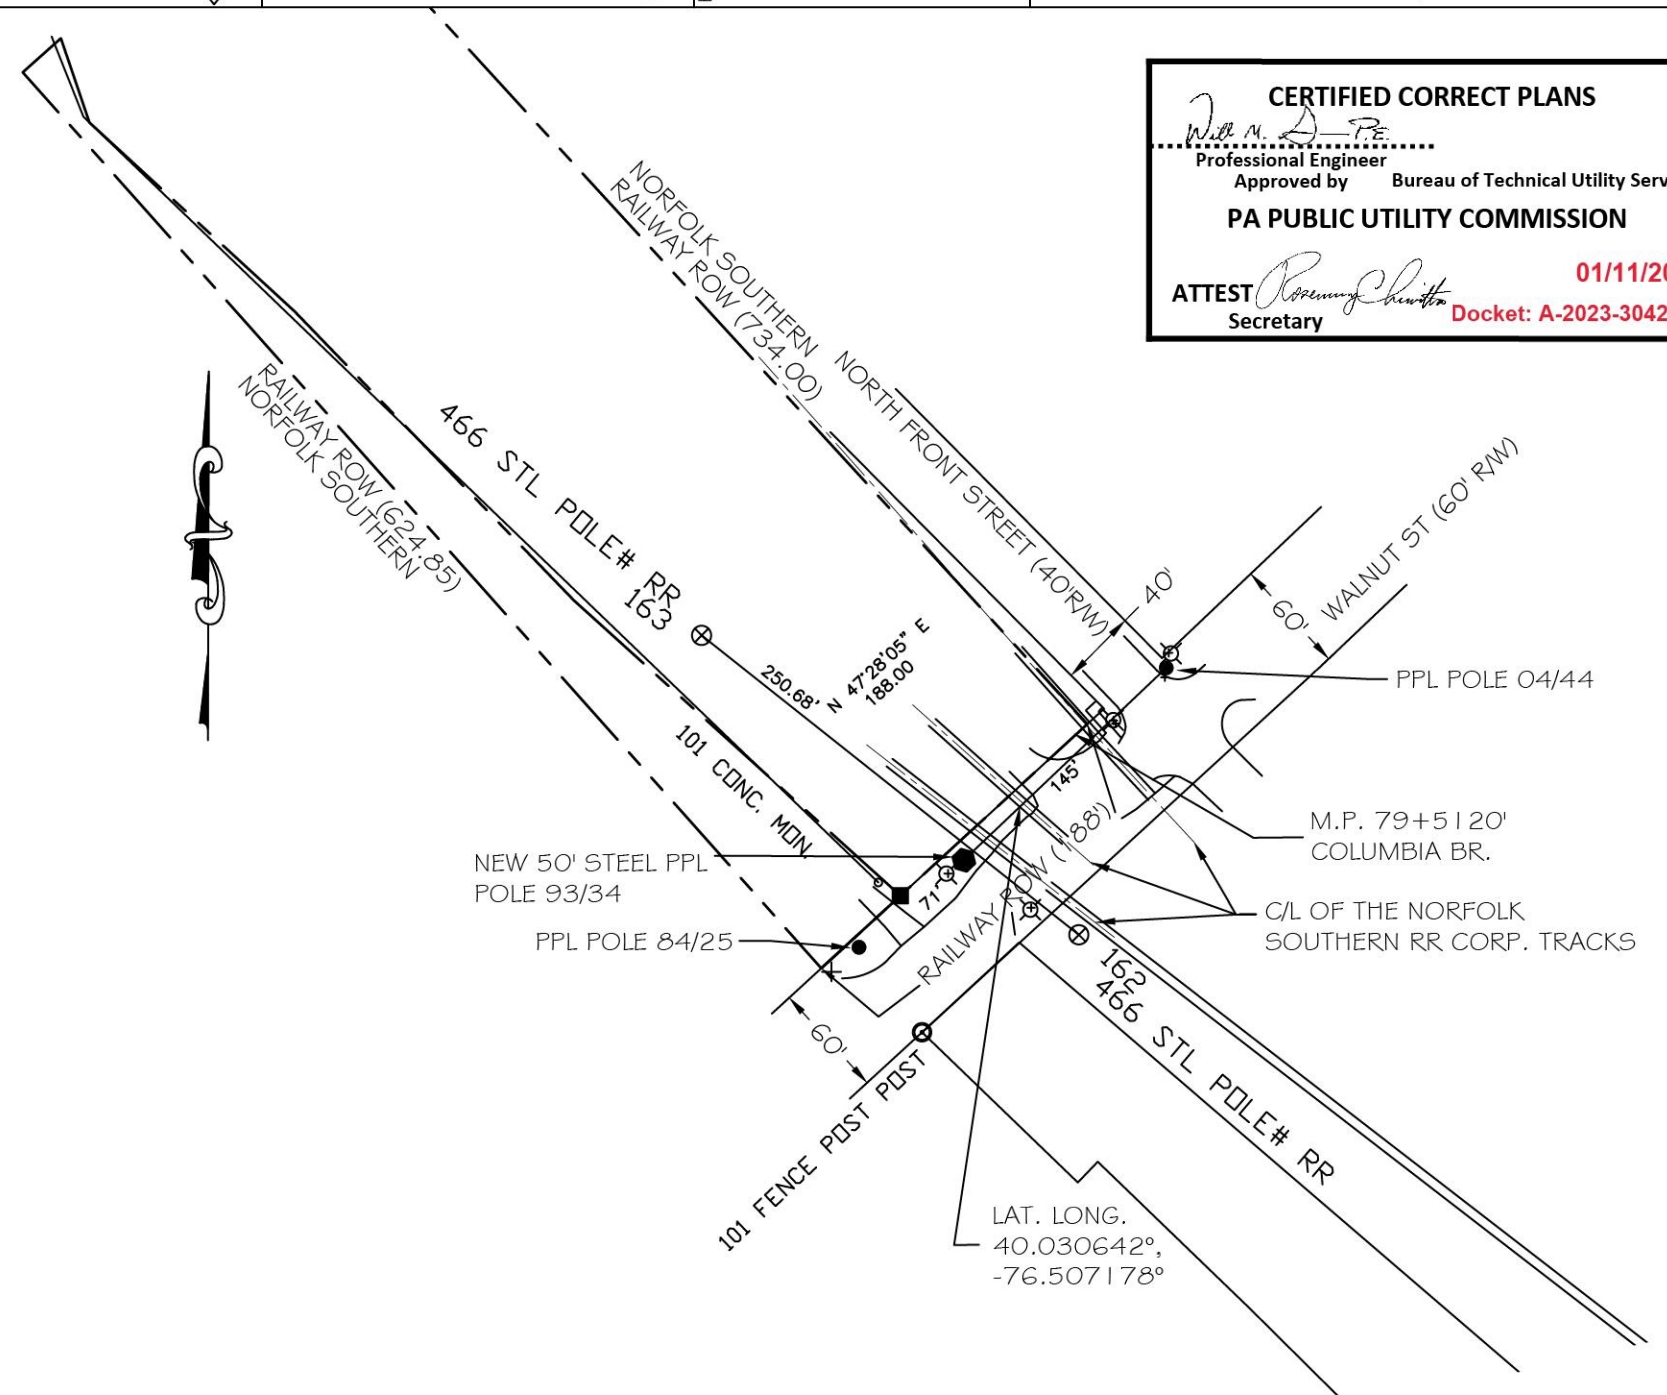 CERTIFIED CORRECT PLANS
Will M. D P.E.
Professional Engineer
Approved by Bureau of Technical Utility Serv
PA PUBLIC UTILITY COMMISSION
01/11/20
ATTEST Rosemary Chiavetta
Secretary
Docket: A-2023-3042
NORFOLK SOUTHERN
RAILWAY ROW (734.00)
NORTH FRONT STREET (40'R/W)
WALNUT ST (60' R/W)
RAILWAY ROW (624.85)
NORFOLK SOUTHERN
466 STL POLE# RR
163
40'
60'
250.68'
N 47°28'05" E
188.00
PPL POLE 04/44
101 CONC. MON.
145'
M.P. 79+5120'
COLUMBIA BR.
NEW 50' STEEL PPL
POLE 93/34
71'
RAILWAY ROW (188')
C/L OF THE NORFOLK
SOUTHERN RR CORP. TRACKS
PPL POLE 84/25
162
466 STL POLE# RR
60'
101 FENCE POST POST
LAT. LONG.
40.030642°,
-76.507178°